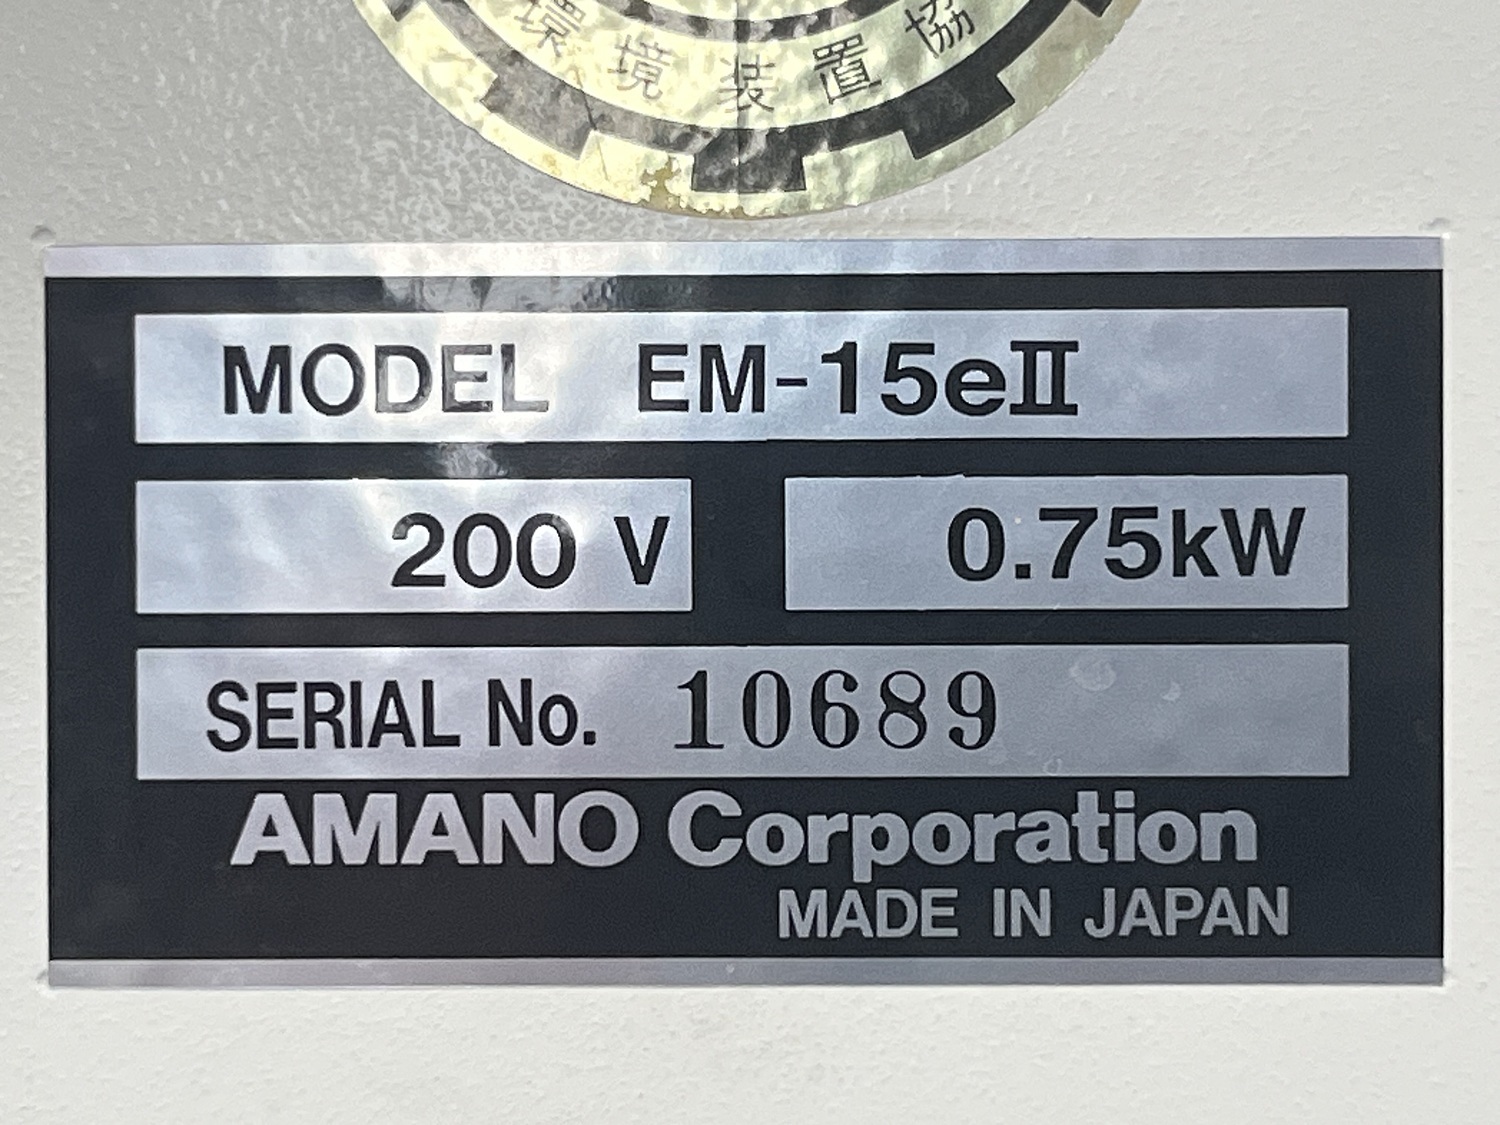 環境装置協
MODEL EM-15eII
200 V 0.75kW
SERIAL No. 10689
AMANO Corporation
MADE IN JAPAN